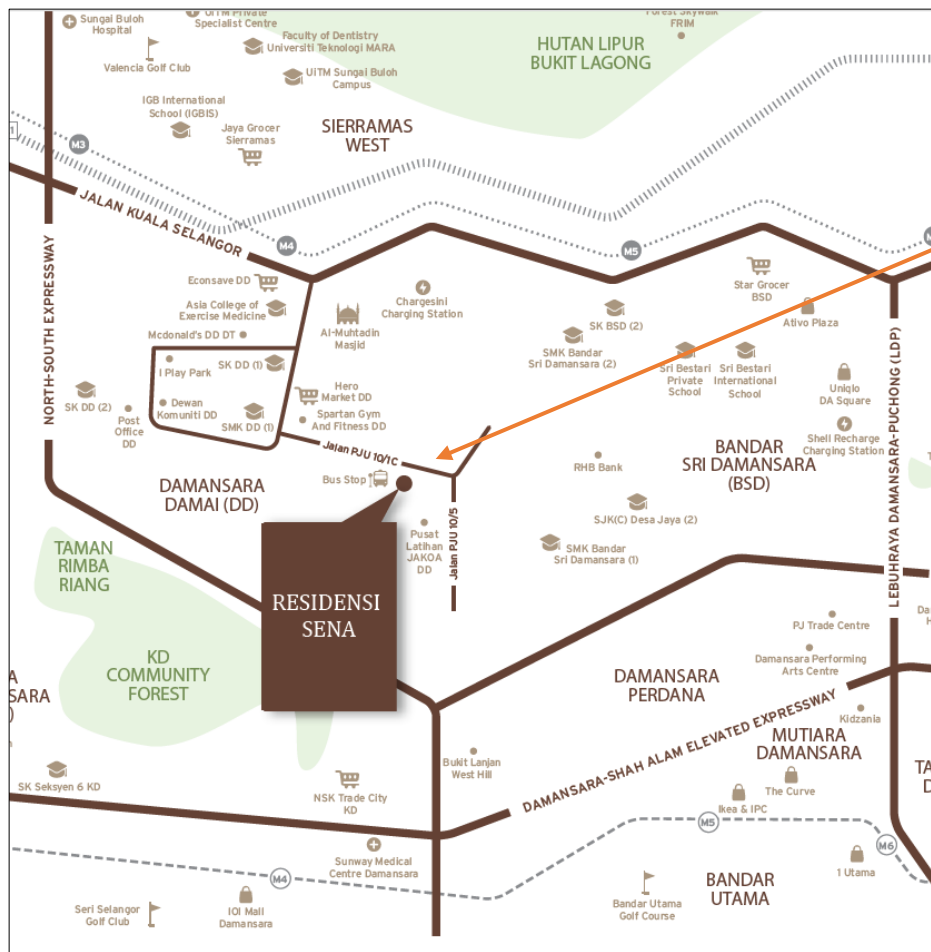 Sungai Buloh
Hospital
UiTM Private
Specialist Centre
Forest Skywalk
FRIM
Valencia Golf Club
Faculty of Dentistry
Universiti Teknologi MARA
HUTAN LIPUR
BUKIT LAGONG
UiTM Sungai Buloh
Campus
IGB International
School (IGBIS)
Jaya Grocer
Sierramas
SIERRAMAS
WEST
M3
JALAN KUALA SELANGOR
M4
M5
NORTH-SOUTH EXPRESSWAY
Econsave DD
Asia College of
Exercise Medicine
Mcdonald's DD DT
Al-Muhtadin
Masjid
Chargesini
Charging Station
Star Grocer
BSD
Ativo Plaza
SK BSD (2)
SMK Bandar
Sri Damansara (2)
Sri Bestari
Private
School
Sri Bestari
International
School
Uniqlo
DA Square
LEBUHRAYA DAMANSARA-PUCHONG (LDP)
I Play Park
SK DD (1)
SK DD (2)
Dewan
Komuniti DD
SMK DD (1)
Post
Office
DD
Hero
Market DD
Spartan Gym
And Fitness DD
Jalan PJU 10/1C
Shell Recharge
Charging Station
BANDAR
SRI DAMANSARA
(BSD)
RHB Bank
Bus Stop
DAMANSARA
DAMAI (DD)
Pusat
Latihan
JAKOA
DD
Jalan PJU 10/5
SJK(C) Desa Jaya (2)
SMK Bandar
Sri Damansara (1)
TAMAN
RIMBA
RIANG
RESIDENSI
SENA
KD
COMMUNITY
FOREST
PJ Trade Centre
Damansara Performing
Arts Centre
DAMANSARA
PERDANA
Kidzania
MUTIARA
DAMANSARA
DAMANSARA-SHAH ALAM ELEVATED EXPRESSWAY
Bukit Lanjan
West Hill
SK Seksyen 6 KD
NSK Trade City
KD
The Curve
Ikea & IPC
M5
M6
Sunway Medical
Centre Damansara
M4
1 Utama
BANDAR
UTAMA
Bandar Utama
Golf Course
IOI Mall
Damansara
Seri Selangor
Golf Club